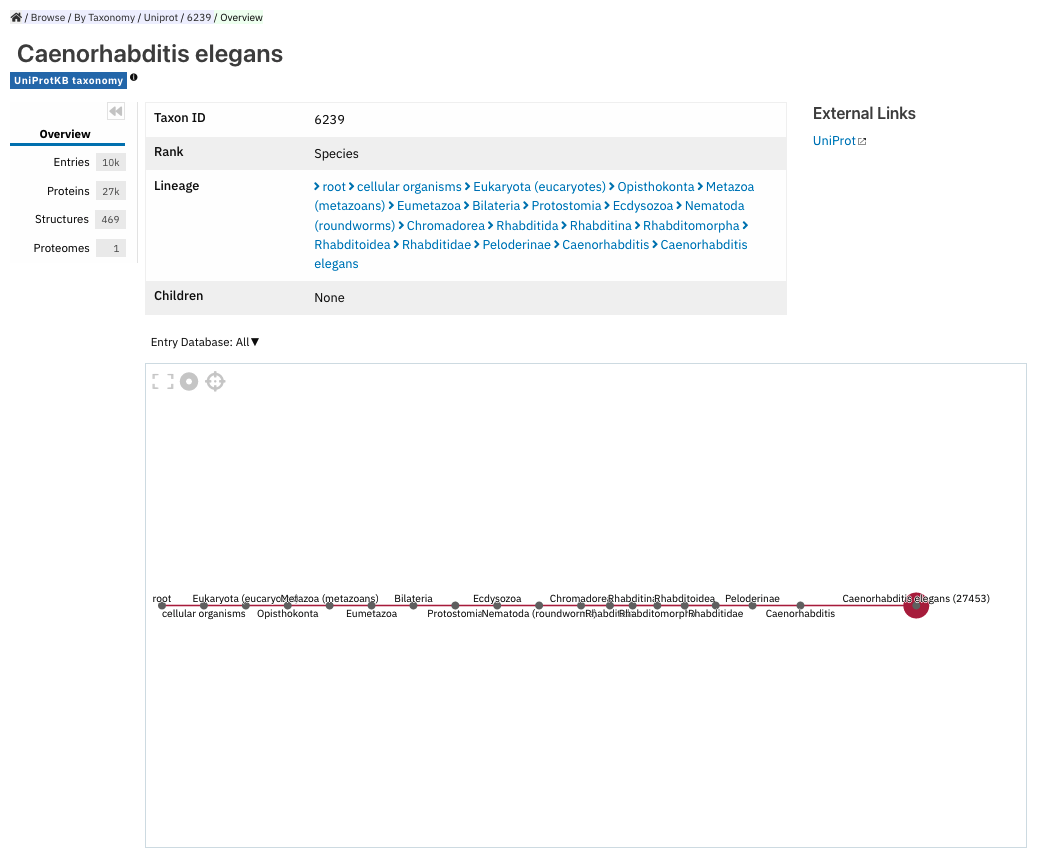 / Browse / By Taxonomy / Uniprot / 6239 / Overview
Caenorhabditis elegans
UniProtKB taxonomy
Overview
Entries 10k
Proteins 27k
Structures 469
Proteomes 1
Taxon ID 6239
Rank Species
Lineage root cellular organisms Eukaryota (eucaryotes) Opisthokonta Metazoa
(metazoans) Eumetazoa Bilateria Protostomia Ecdysozoa Nematoda
(roundworms) Chromadorea Rhabditida Rhabditina Rhabditomorpha
Rhabditoidea Rhabditidae Peloderinae Caenorhabditis Caenorhabditis
elegans
Children None
External Links
UniProt
Entry Database: All▼
root Eukaryota (eucaryotes) Metazoa (metazoans) Bilateria Ecdysozoa Chromadorea Rhabditina Rhabditoidea Peloderinae Caenorhabditis elegans (27453)
cellular organisms Opisthokonta Eumetazoa Protostomia Nematoda (roundworms) Rhabditida Rhabditomorpha Rhabditidae Caenorhabditis